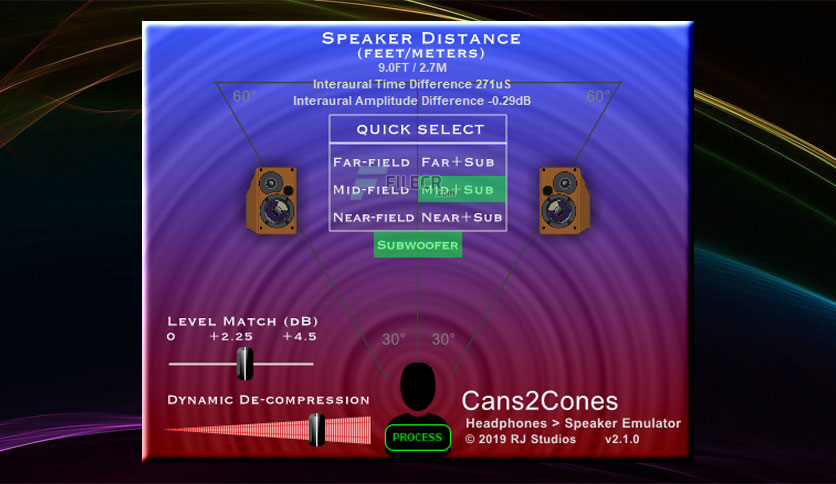 SPEAKER DISTANCE
(FEET/METERS)
9.0FT / 2.7M
Interaural Time Difference 271uS
Interaural Amplitude Difference -0.29dB
60° 60°
QUICK SELECT
FAR-FIELD FAR+SUB
FILECR
.com
MID-FIELD MID+SUB
NEAR-FIELD NEAR+SUB
SUBWOOFER
LEVEL MATCH (DB)
0 +2.25 +4.5
30° 30°
DYNAMIC DE-COMPRESSION
Cans2Cones
Headphones > Speaker Emulator
© 2019 RJ Studios v2.1.0
PROCESS